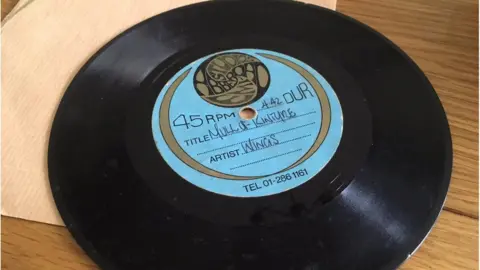 45 RPM 4.42 DUR
TITLE MULL OF KINTYRE
ARTIST WINGS
TEL 01-286 1161